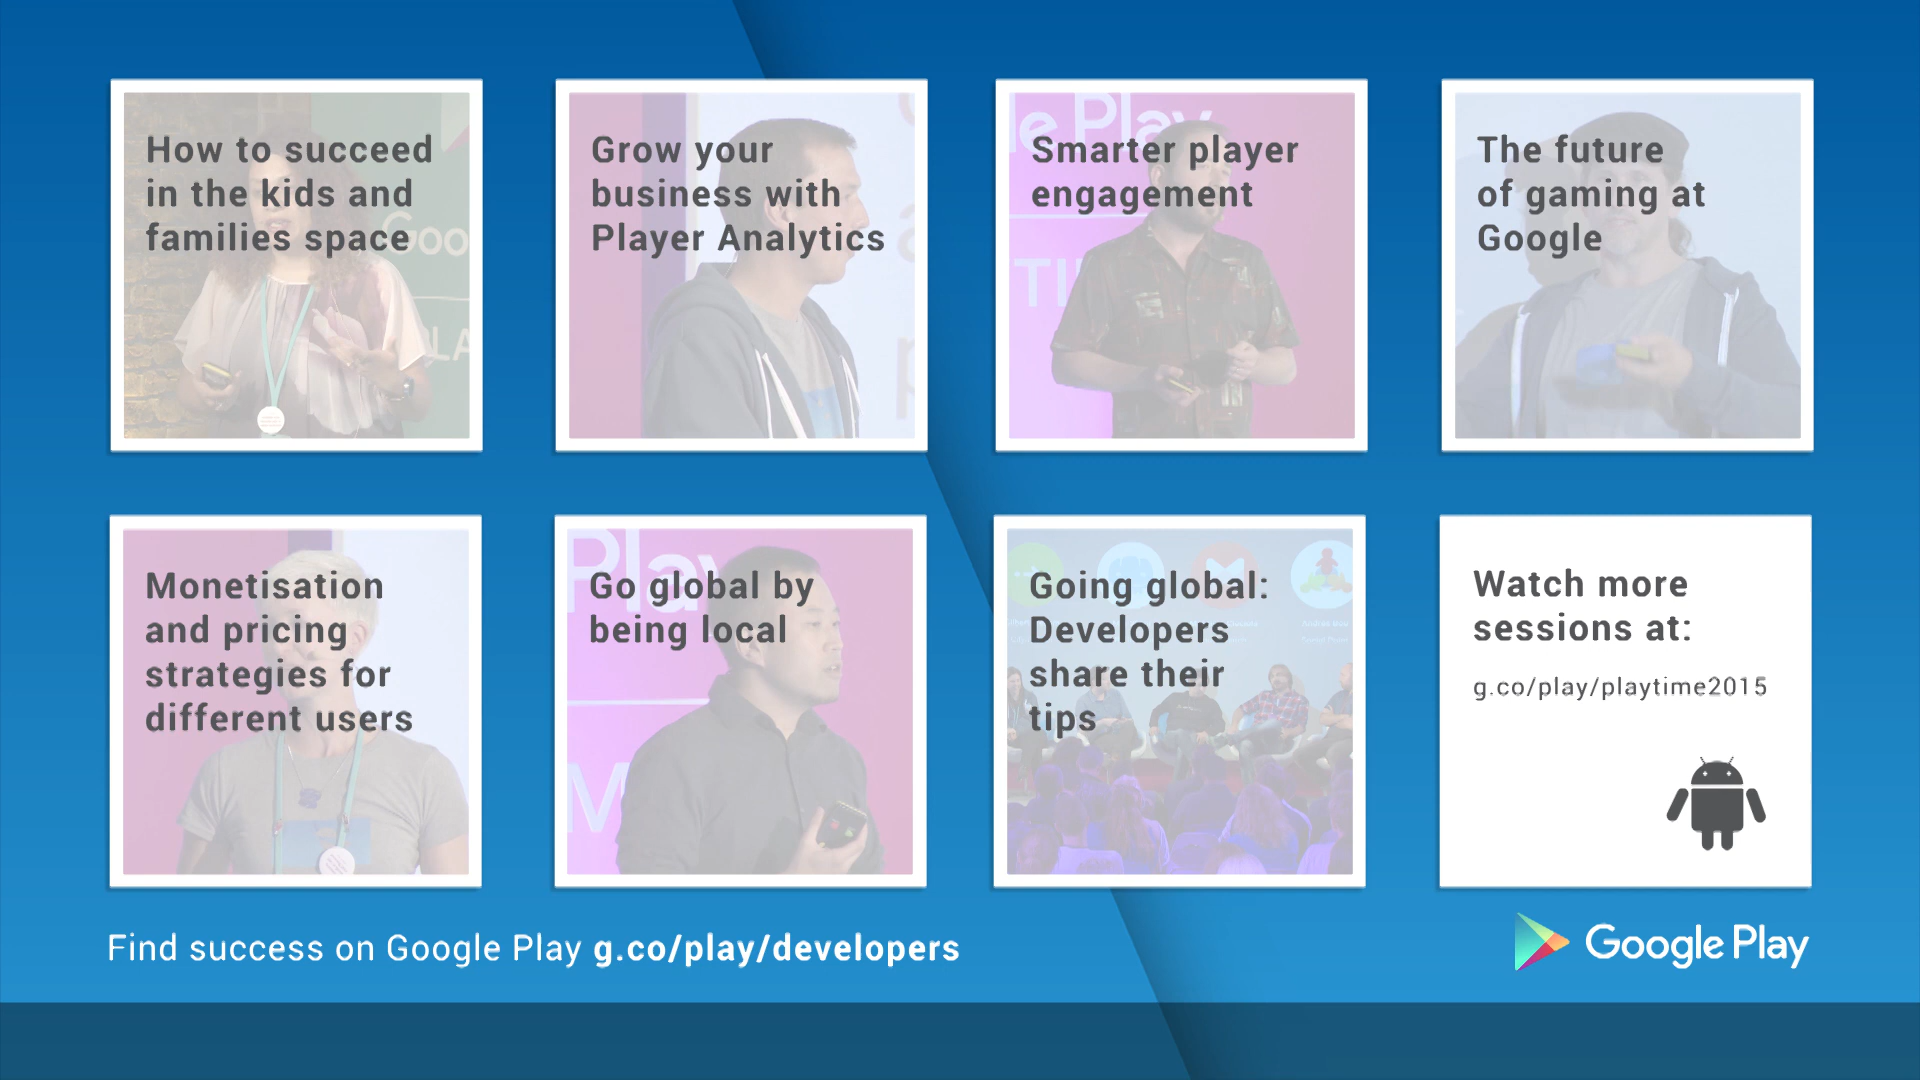 How to succeed
in the kids and
families space
Grow your
business with
Player Analytics
Smarter player
engagement
The future
of gaming at
Google
Monetisation
and pricing
strategies for
different users
Go global by
being local
Going global:
Developers
share their
tips
Watch more
sessions at:
g.co/play/playtime2015
Find success on Google Play g.co/play/developers
Google Play